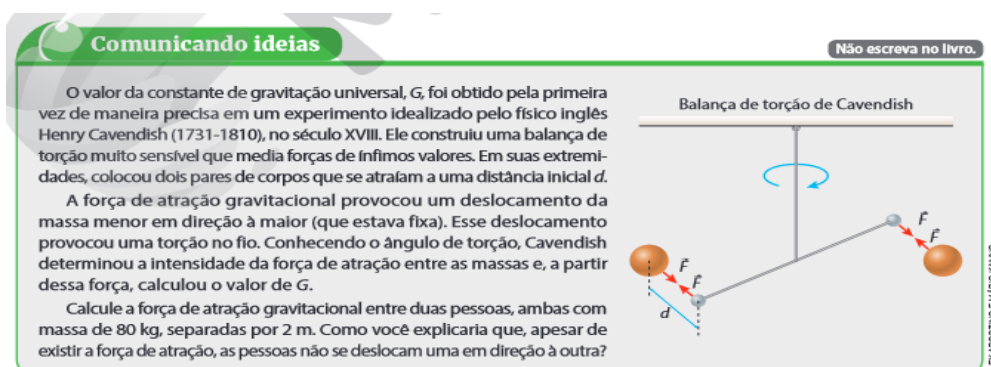 Comunicando ideias
Não escreva no livro.
O valor da constante de gravitação universal, G, foi obtido pela primeira
vez de maneira precisa em um experimento idealizado pelo físico inglês
Henry Cavendish (1731-1810), no século XVIII. Ele construiu uma balança de
torção muito sensível que media forças de ínfimos valores. Em suas extremi-
dades, colocou dois pares de corpos que se atraíam a uma distância inicial d.
A força de atração gravitacional provocou um deslocamento da
massa menor em direção à maior (que estava fixa). Esse deslocamento
provocou uma torção no fio. Conhecendo o ângulo de torção, Cavendish
determinou a intensidade da força de atração entre as massas e, a partir
dessa força, calculou o valor de G.
Calcule a força de atração gravitacional entre duas pessoas, ambas com
massa de 80 kg, separadas por 2 m. Como você explicaria que, apesar de
existir a força de atração, as pessoas não se deslocam uma em direção à outra?
Balança de torção de Cavendish
F
F
F
F
d